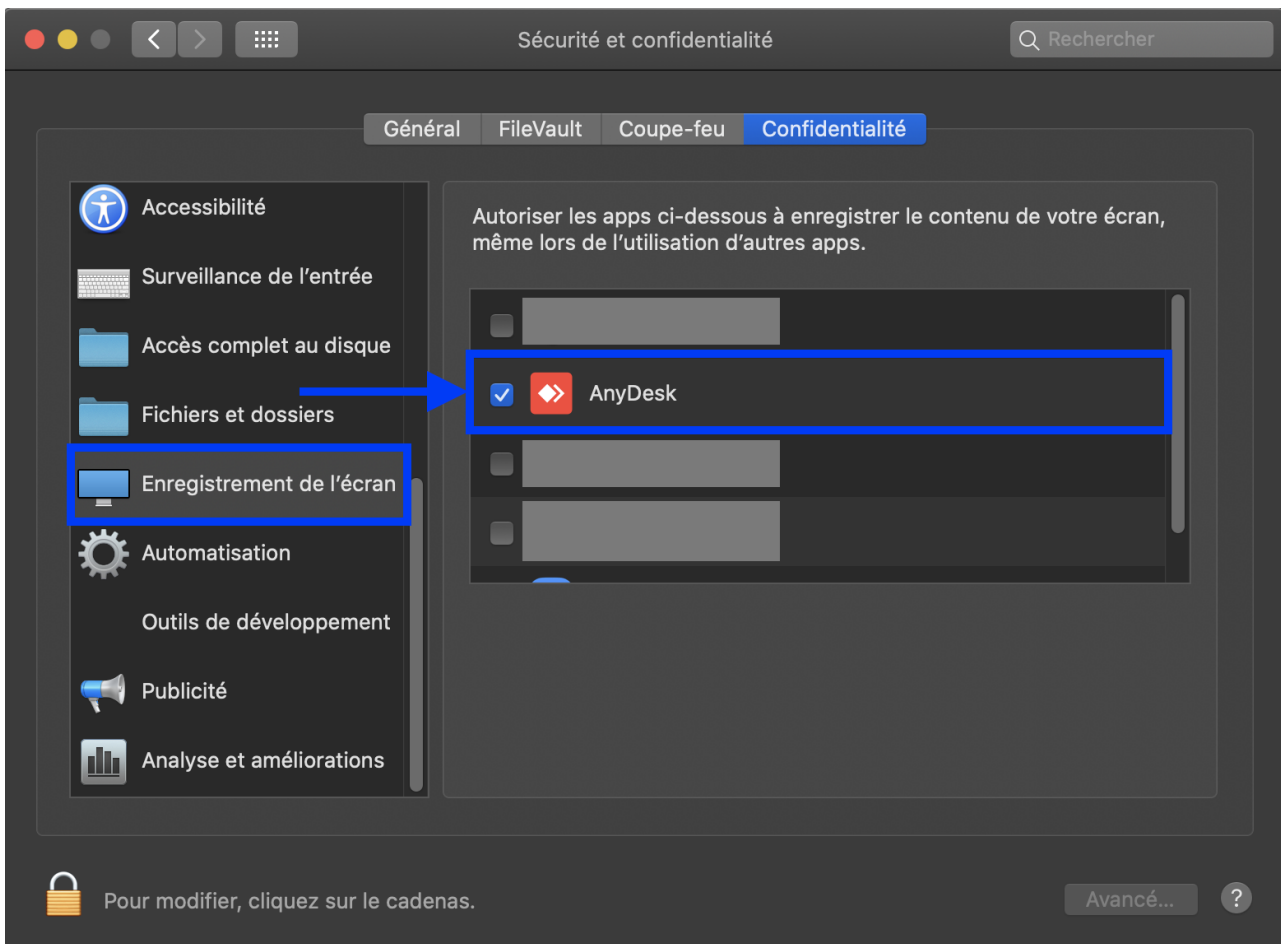 Sécurité et confidentialité
Rechercher
Général
FileVault
Coupe-feu
Confidentialité
Accessibilité
Surveillance de l’entrée
Accès complet au disque
Fichiers et dossiers
Enregistrement de l’écran
Automatisation
Outils de développement
Publicité
Analyse et améliorations
Autoriser les apps ci-dessous à enregistrer le contenu de votre écran,
même lors de l’utilisation d’autres apps.
AnyDesk
Pour modifier, cliquez sur le cadenas.
Avancé...
?